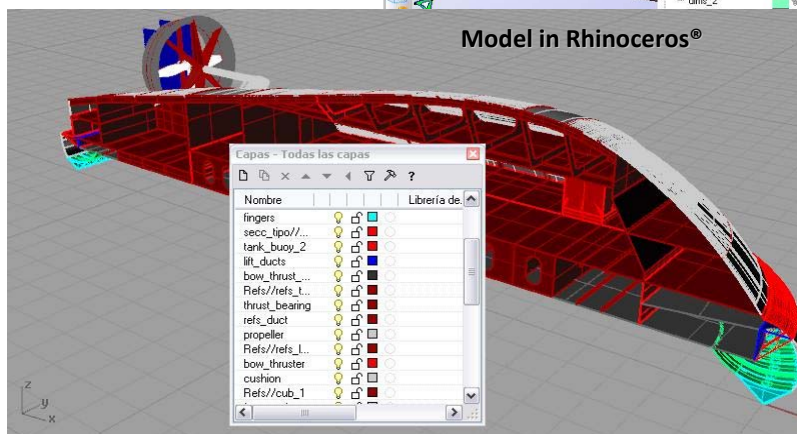 dims_2
Model in Rhinoceros®
Capas - Todas las capas
?
Nombre Librería de.
fingers
secc_tipo//...
tank_buoy_2
lift_ducts
bow_thrust_...
Refs//refs_t...
thrust_bearing
refs_duct
propeller
Refs//refs_l...
bow_thruster
cushion
Refs//cub_1
z
y
x